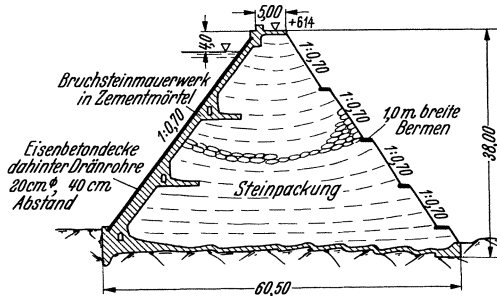 5,00
+614
4,0
1:0,70
Bruchsteinmauerwerk
in Zementmörtel
1:0,70
1:0,70
1,0 m breite
Bermen
38,00
Eisenbetondecke
dahinter Dränrohre
20cm ϕ, 40 cm
Abstand
Steinpackung
1:0,70
1:0,70
60,50